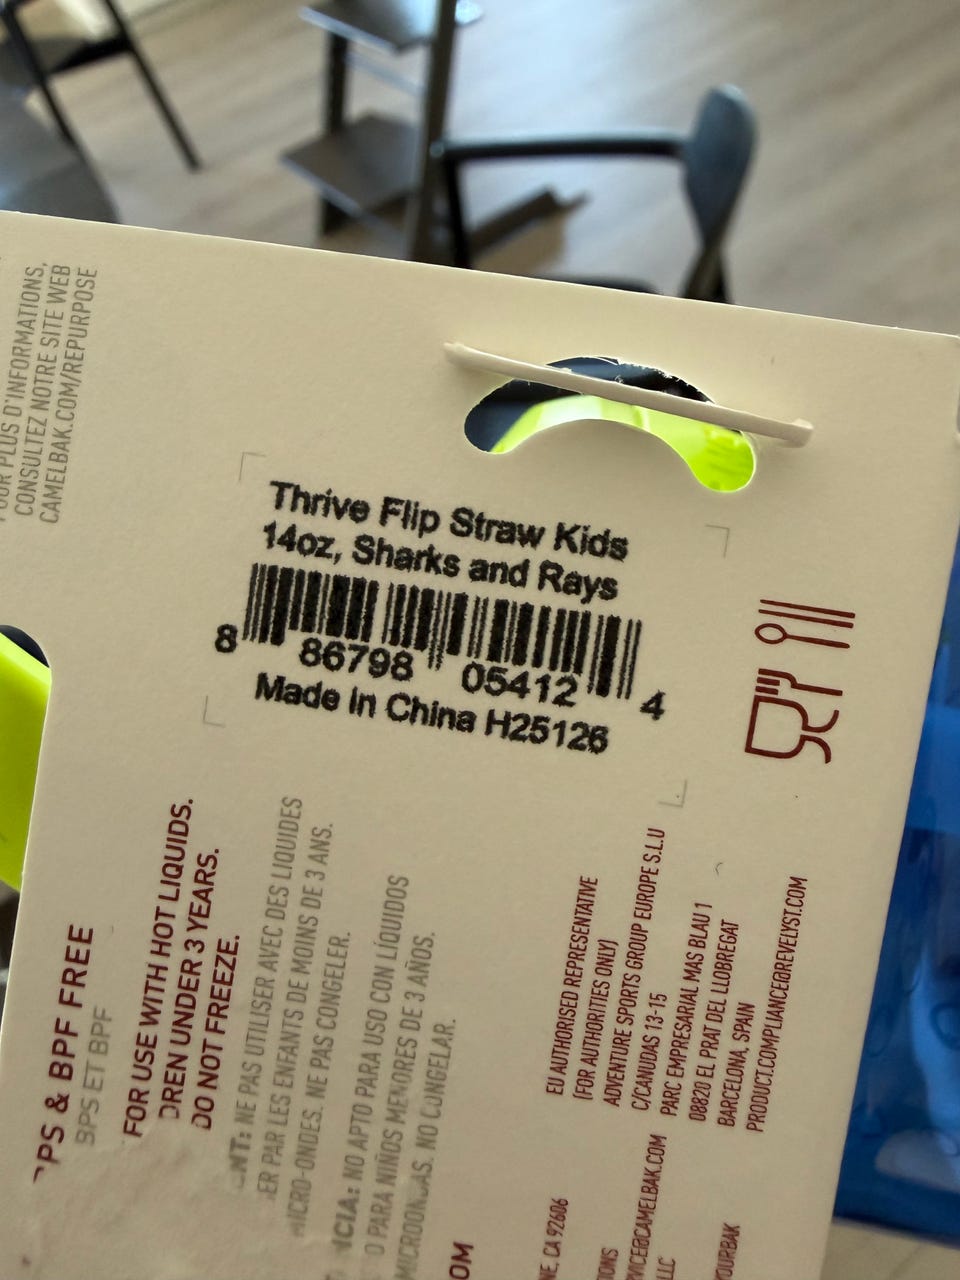 POUR PLUS D'INFORMATIONS,
CONSULTEZ NOTRE SITE WEB
CAMELBAK.COM/REPURPOSE
Thrive Flip Straw Kids
14oz, Sharks and Rays
8 86798 05412 4
Made in China H25126
& BPF FREE
BPS ET BPF
FOR USE WITH HOT LIQUIDS.
UNDER 3 YEARS.
DO NOT FREEZE.
NE PAS UTILISER AVEC DES LIQUIDES
PAR LES ENFANTS DE MOINS DE 3 ANS.
NE PAS CONGELER.
NO APTO PARA USO CON LÍQUIDOS
O PARA NIÑOS MENORES DE 3 AÑOS.
NO CONGELAR.
EU AUTHORISED REPRESENTATIVE
(FOR AUTHORITIES ONLY)
ADVENTURE SPORTS GROUP EUROPE S.L.U
C/CANUDAS 13-15
PARC EMPRESARIAL MAS BLAU 1
08820 EL PRAT DEL LLOBREGAT
BARCELONA, SPAIN
PRODUCT.COMPLIANCE@REVELYST.COM
CA 92606
LLC